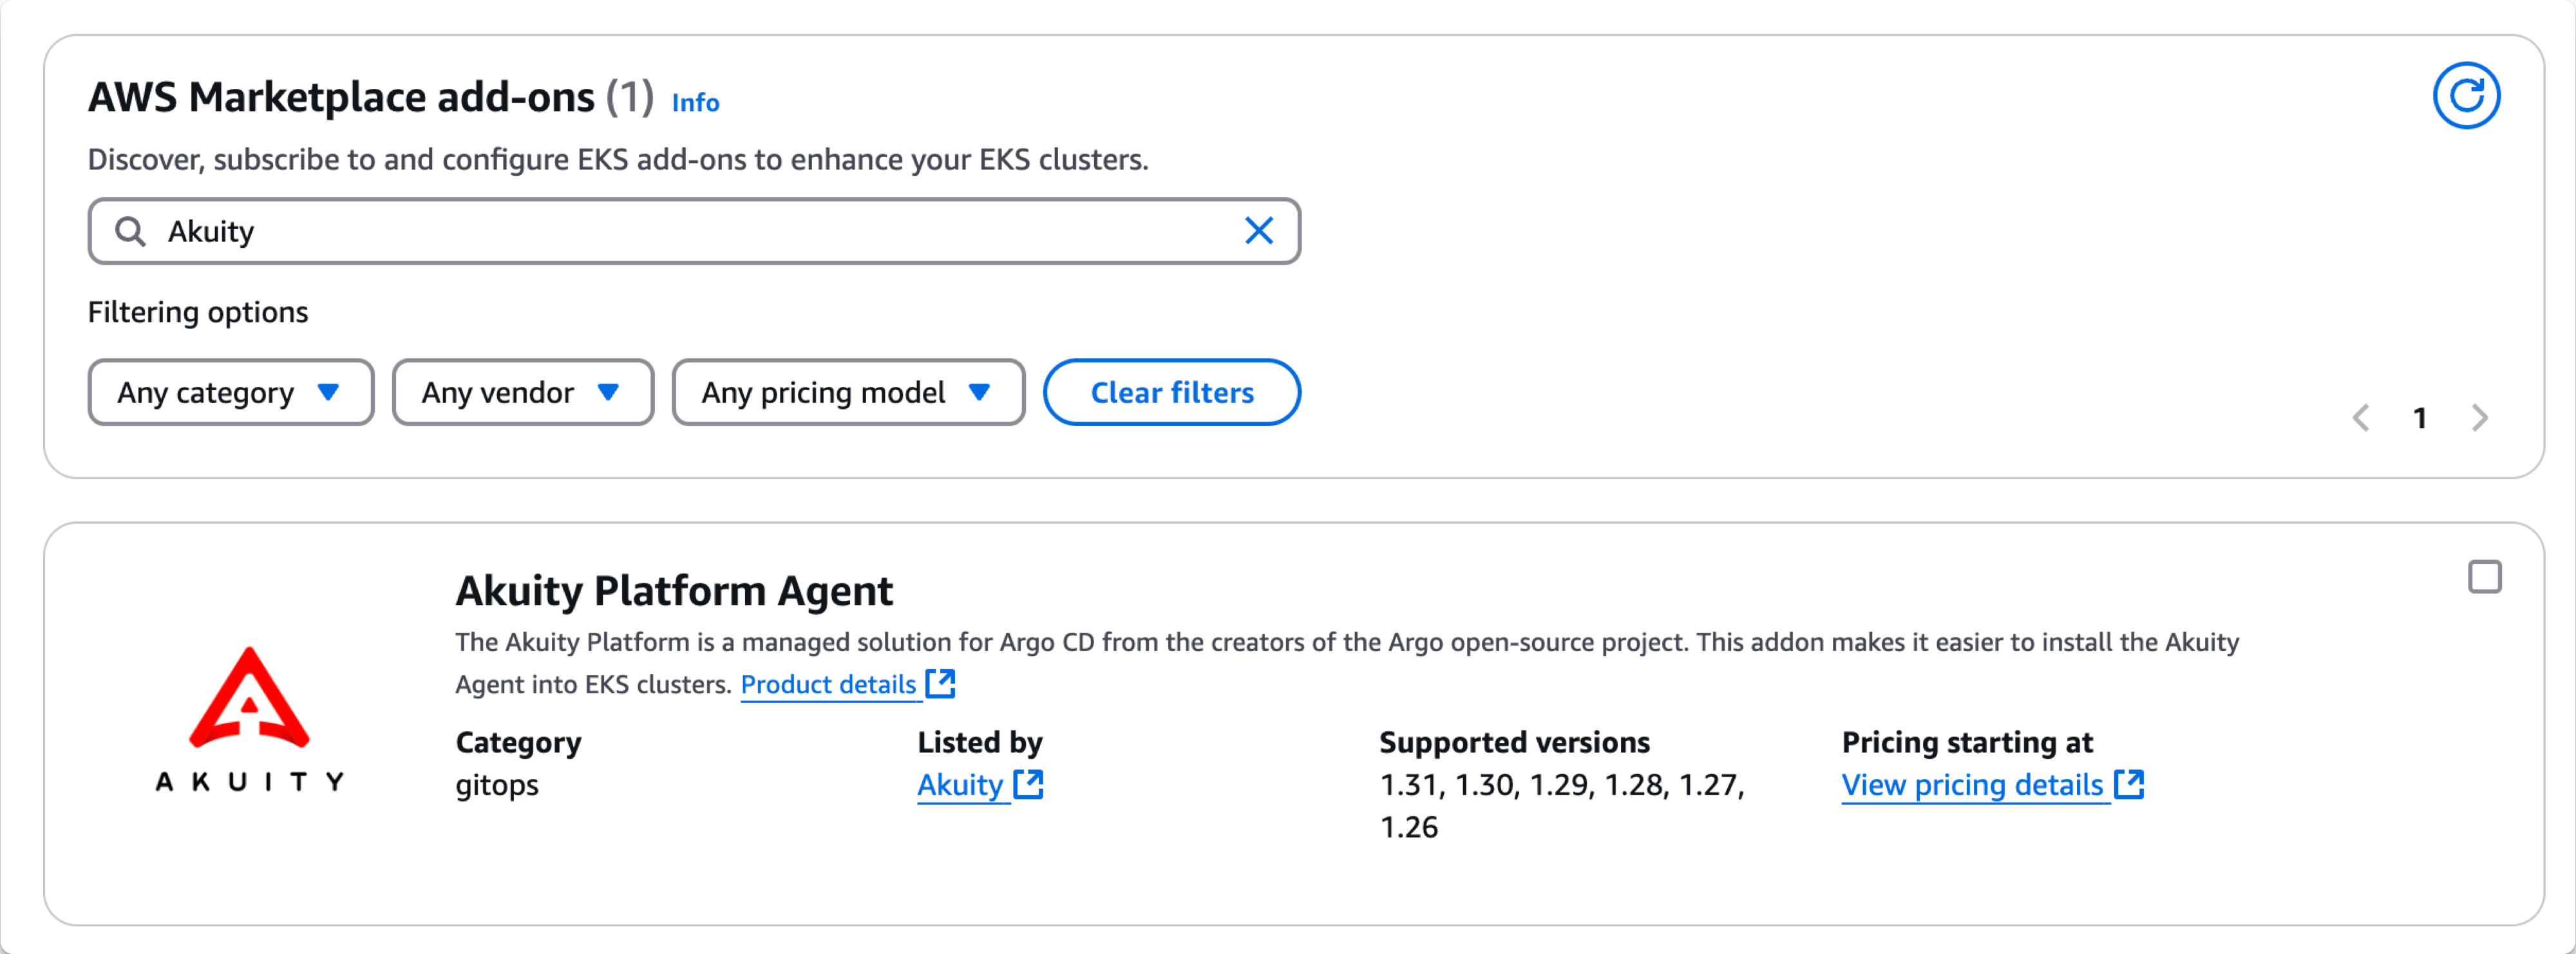 AWS Marketplace add-ons (1) Info
Discover, subscribe to and configure EKS add-ons to enhance your EKS clusters.
Akuity
Filtering options
Any category Any vendor Any pricing model Clear filters
1
Akuity Platform Agent
The Akuity Platform is a managed solution for Argo CD from the creators of the Argo open-source project. This addon makes it easier to install the Akuity
Agent into EKS clusters. Product details
AKUITY
Category Listed by Supported versions Pricing starting at
gitops Akuity 1.31, 1.30, 1.29, 1.28, 1.27, View pricing details
1.26